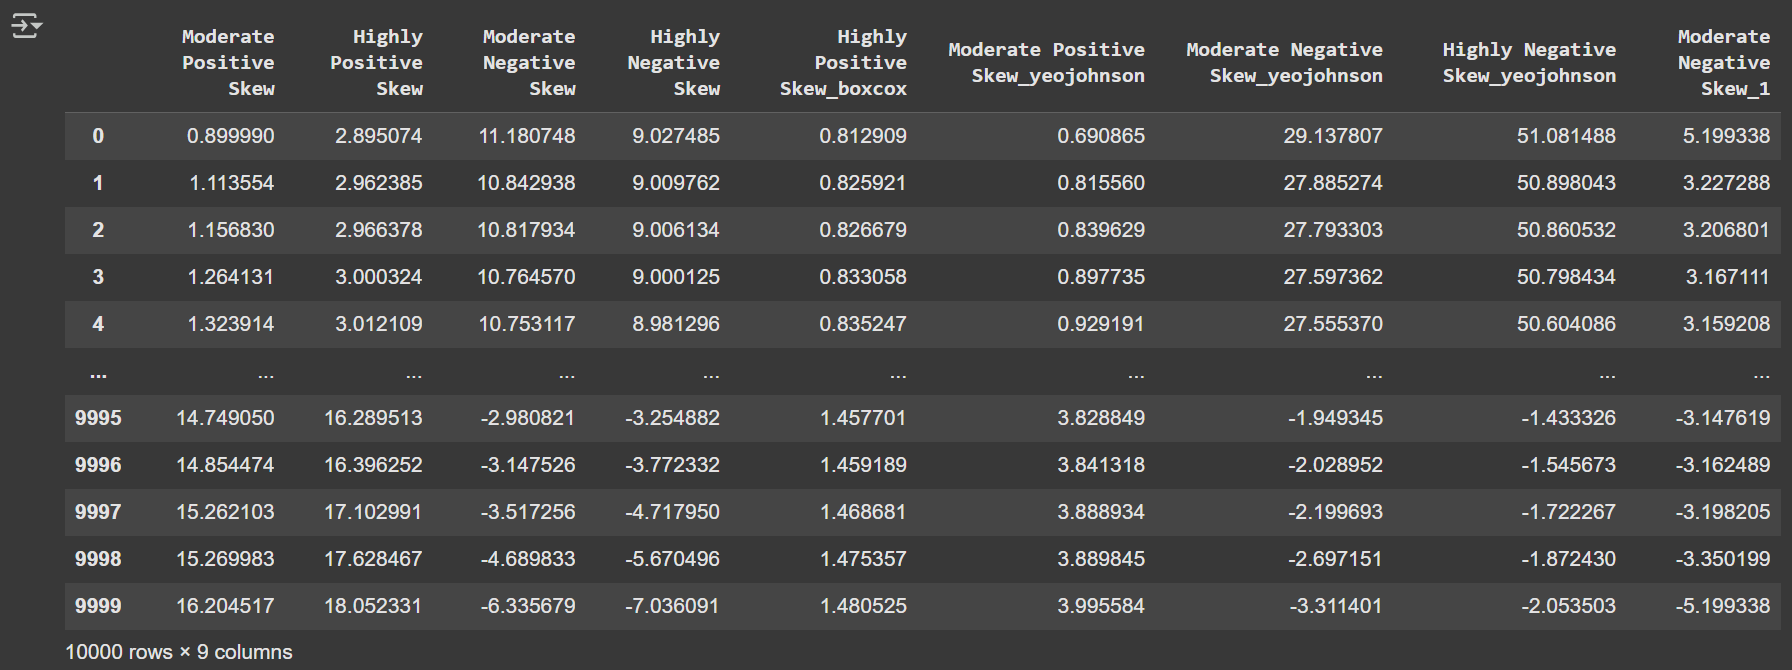 Moderate Positive Skew	Highly Positive Skew	Moderate Negative Skew	Highly Negative Skew	Highly Positive Skew_boxcox	Moderate Positive Skew_yeojohnson	Moderate Negative Skew_yeojohnson	Highly Negative Skew_yeojohnson	Moderate Negative Skew_1
0	0.899990	2.895074	11.180748	9.027485	0.812909	0.690865	29.137807	51.081488	5.199338
1	1.113554	2.962385	10.842938	9.009762	0.825921	0.815560	27.885274	50.898043	3.227288
2	1.156830	2.966378	10.817934	9.006134	0.826679	0.839629	27.793303	50.860532	3.206801
3	1.264131	3.000324	10.764570	9.000125	0.833058	0.897735	27.597362	50.798434	3.167111
4	1.323914	3.012109	10.753117	8.981296	0.835247	0.929191	27.555370	50.604086	3.159208
...	...	...	...	...	...	...	...	...	...
9995	14.749050	16.289513	-2.980821	-3.254882	1.457701	3.828849	-1.949345	-1.433326	-3.147619
9996	14.854474	16.396252	-3.147526	-3.772332	1.459189	3.841318	-2.028952	-1.545673	-3.162489
9997	15.262103	17.102991	-3.517256	-4.717950	1.468681	3.888934	-2.199693	-1.722267	-3.198205
9998	15.269983	17.628467	-4.689833	-5.670496	1.475357	3.889845	-2.697151	-1.872430	-3.350199
9999	16.204517	18.052331	-6.335679	-7.036091	1.480525	3.995584	-3.311401	-2.053503	-5.199338
10000 rows × 9 columns